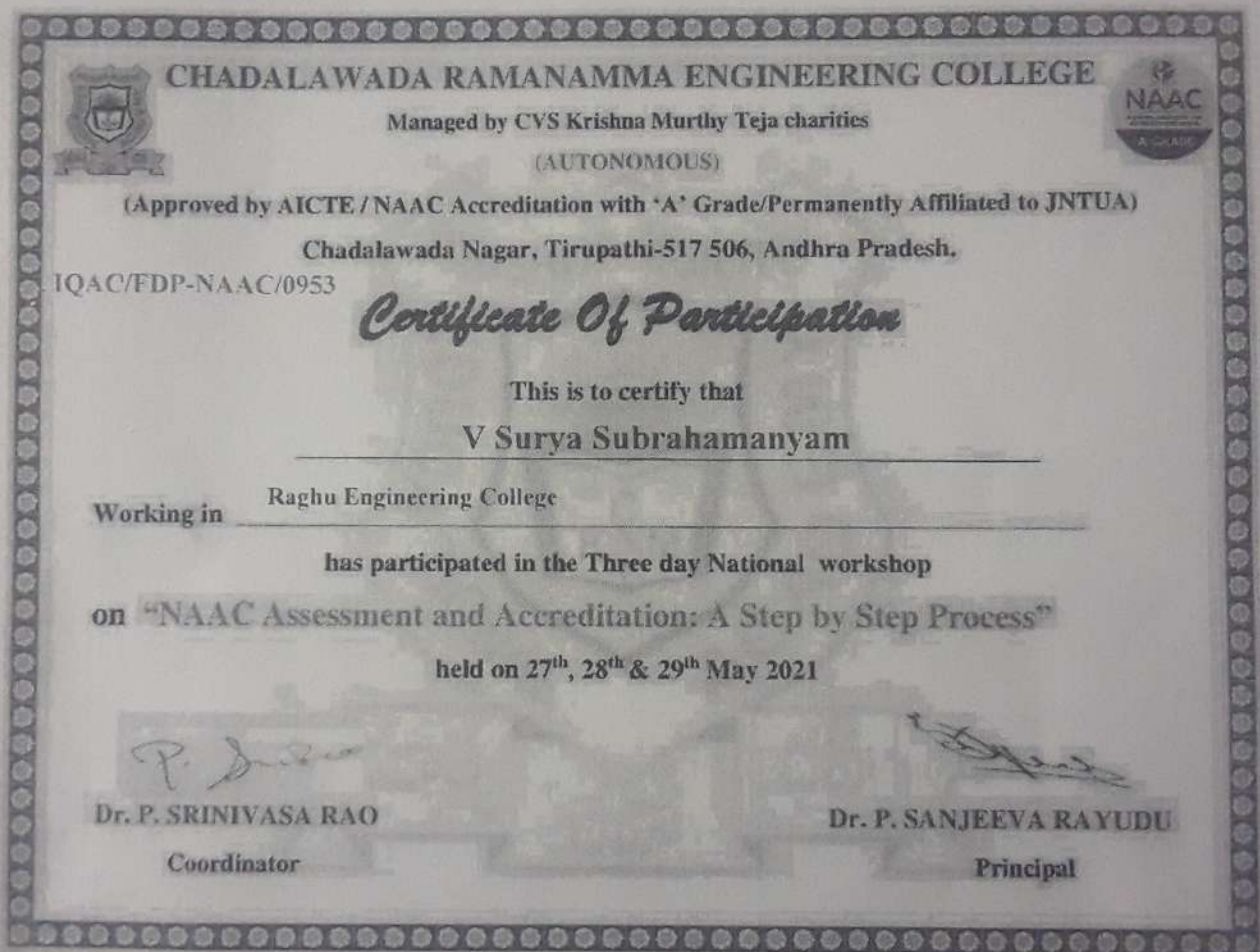 CHADALAWADA RAMANAMMA ENGINEERING COLLEGE
NAAC
A GRADE
Managed by CVS Krishna Murthy Teja charities
(AUTONOMOUS)
(Approved by AICTE / NAAC Accreditation with ‘A’ Grade/Permanently Affiliated to JNTUA)
Chadalawada Nagar, Tirupathi-517 506, Andhra Pradesh.
IQAC/FDP-NAAC/0953
Certificate Of Participation
This is to certify that
V Surya Subrahamanyam
Raghu Engineering College
Working in
has participated in the Three day National workshop
on “NAAC Assessment and Accreditation: A Step by Step Process”
held on 27th, 28th & 29th May 2021
Dr. P. SRINIVASA RAO
Dr. P. SANJEEVA RAYUDU
Coordinator
Principal